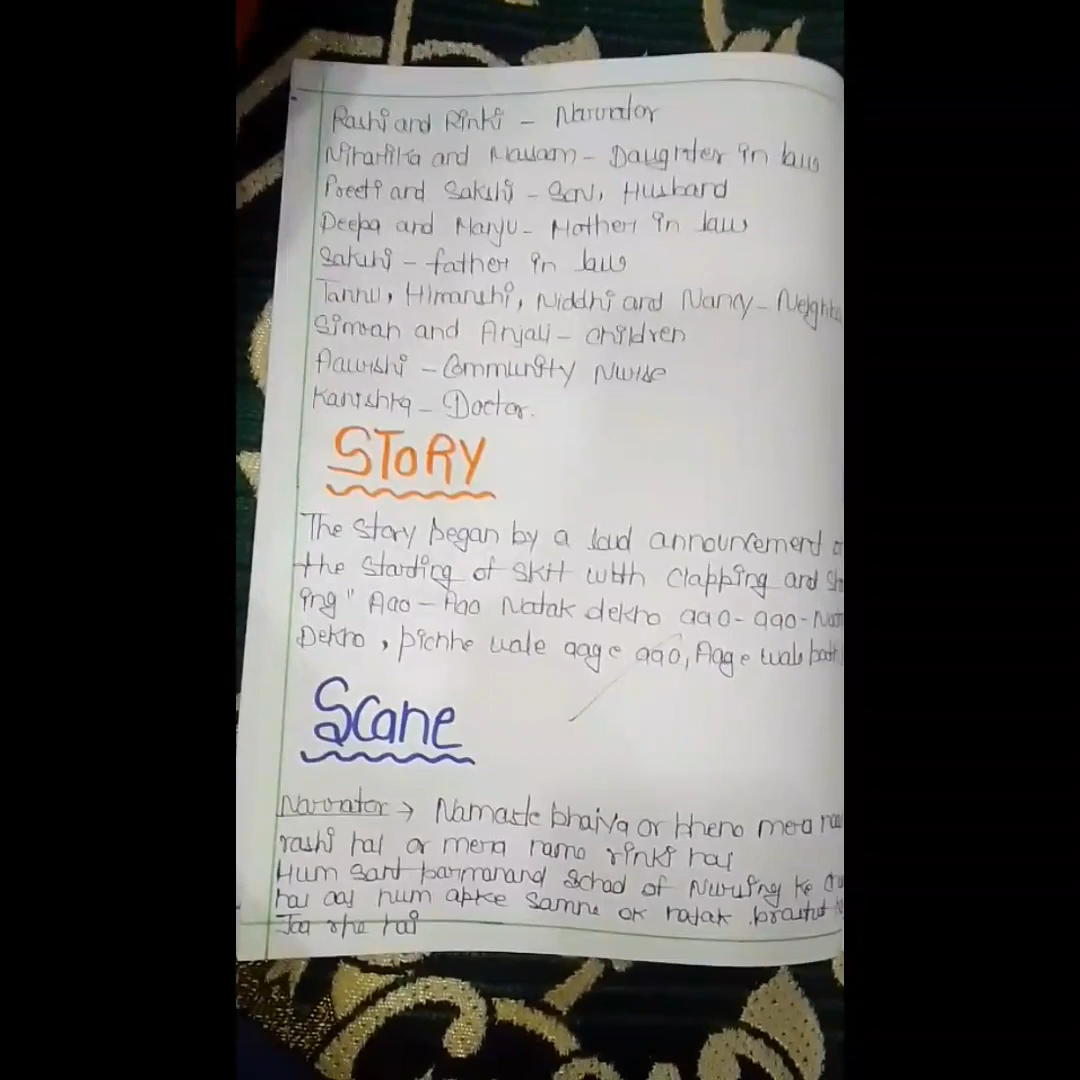 Rashi and Rinki - Narrator
Niharika and Mausam - Daughter in law
Preeti and Sakshi - Son, Husband
Deepa and Manju - Mother in law
Sakshi - father in law
Tannu, Himanshi, Niddhi and Nancy - Neighb
Simran and Anjali - children
Aarushi - Community Nurse
Kanishka - Doctor.
STORY
The Story began by a loud announcement o
the starting of skit with clapping and sh
ing " Aao - Aao Natak dekho aao - aao - Nat
Dekho, pichhe wale aage aao, Aage wale
Scane
Narrator → Namaste bhaiya or bheno mera na
rashi hai or mera name rinki hai
Hum sant parmanand School of Nursing ke
hai aaj hum apke samne ek natak prastut
Jaa rhe hai